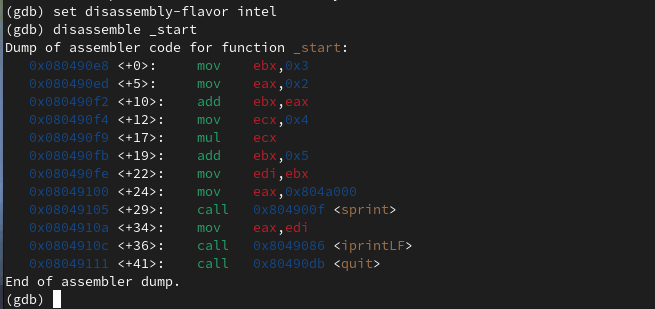 (gdb) set disassembly-flavor intel
(gdb) disassemble _start
Dump of assembler code for function _start:
   0x080490e8 <+0>:	mov    ebx,0x3
   0x080490ed <+5>:	mov    eax,0x2
   0x080490f2 <+10>:	add    ebx,eax
   0x080490f4 <+12>:	mov    ecx,0x4
   0x080490f9 <+17>:	mul    ecx
   0x080490fb <+19>:	add    ebx,0x5
   0x080490fe <+22>:	mov    edi,ebx
   0x08049100 <+24>:	mov    eax,0x804a000
   0x08049105 <+29>:	call   0x804900f <sprint>
   0x0804910a <+34>:	mov    eax,edi
   0x0804910c <+36>:	call   0x8049086 <iprintLF>
   0x08049111 <+41>:	call   0x80490db <quit>
End of assembler dump.
(gdb)